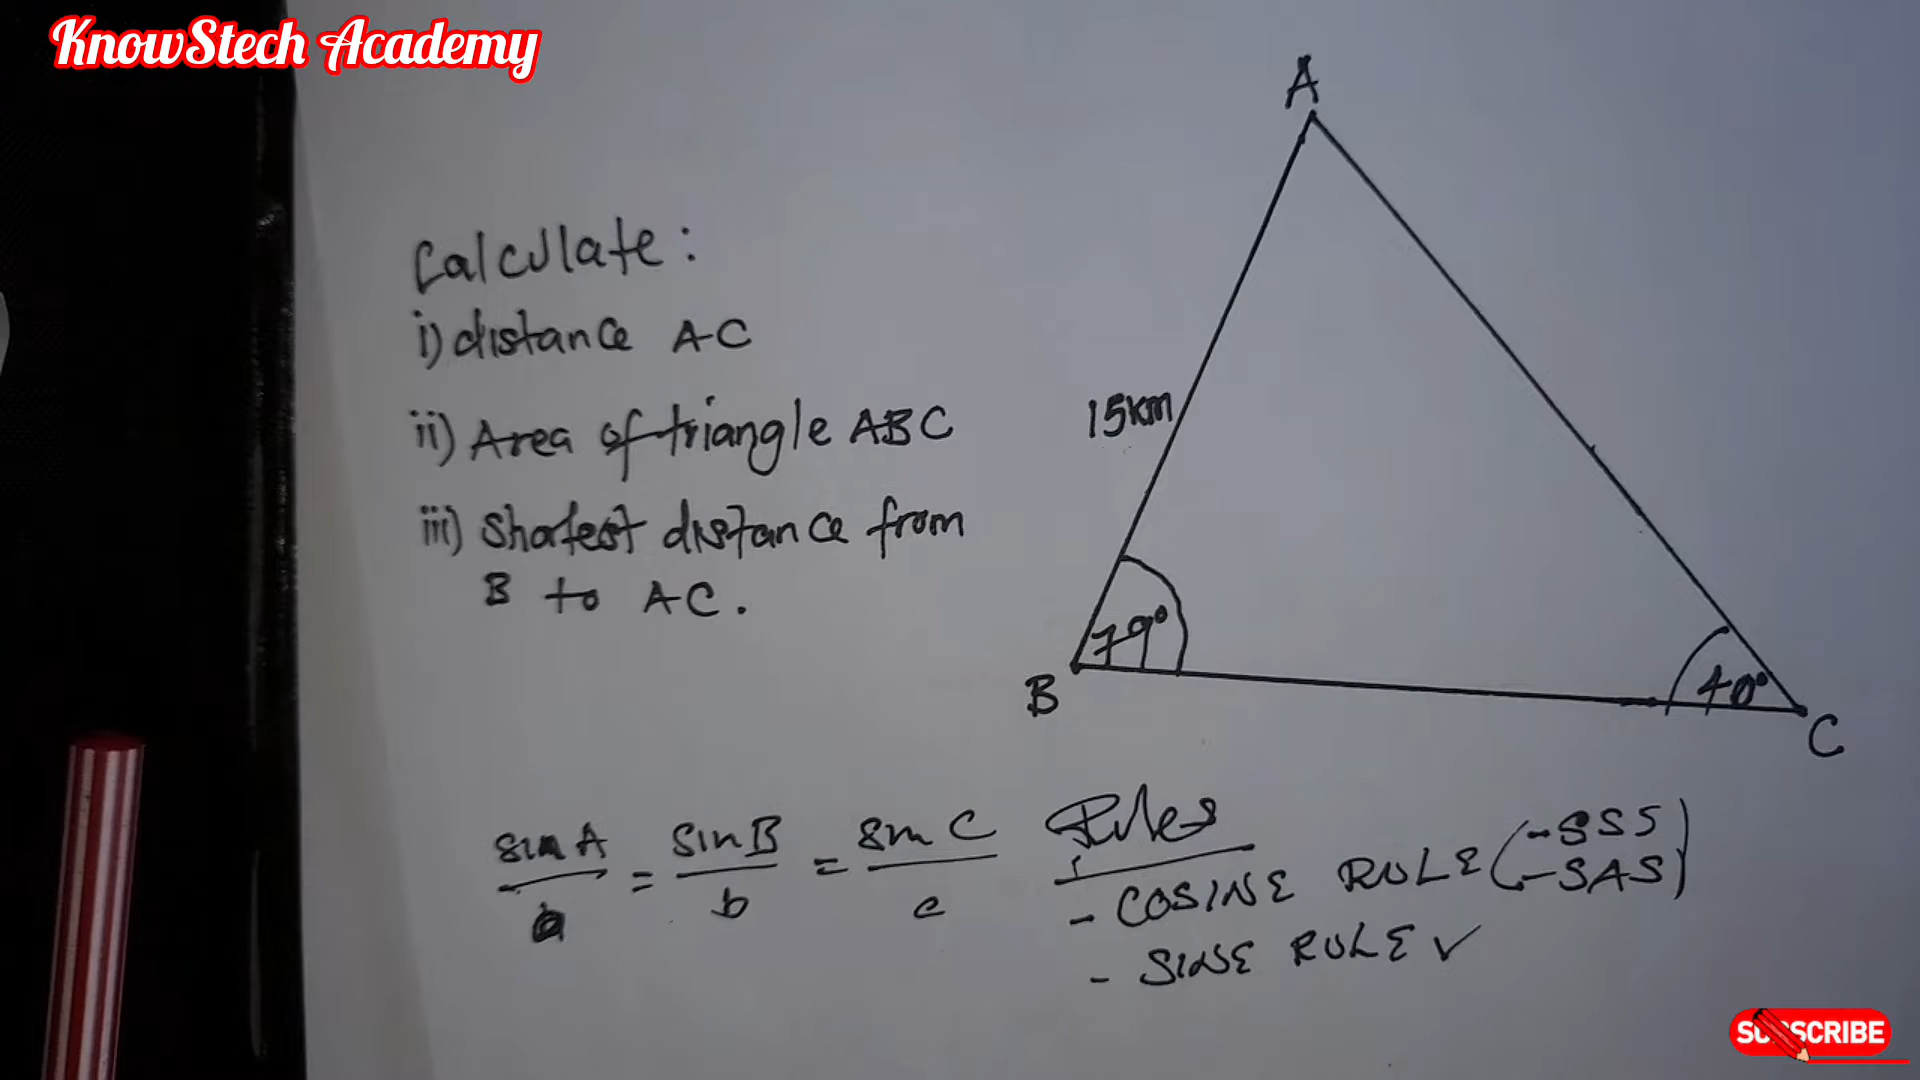 KnowStech Academy
A
Calculate:
i) distance AC
ii) Area of triangle ABC
iii) Shortest distance from
B to AC.
15km
79°
40°
B
C
sin A / a = sin B / b = sin C / c
Rules
- COSINE RULE (- SSS
- SAS)
- SINE RULE ✓
SUBSCRIBE